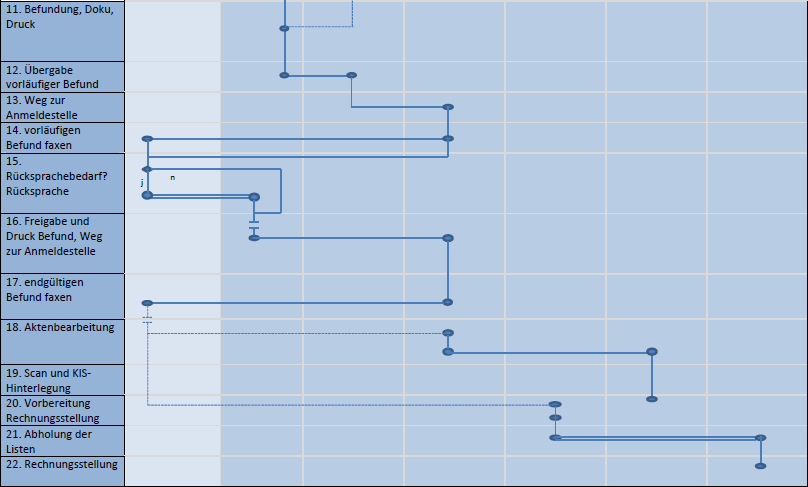 11. Befundung, Doku,
Druck
12. Übergabe
vorläufiger Befund
13. Weg zur
Anmeldestelle
14. vorläufigen
Befund faxen
15.
Rücksprachebedarf?
Rücksprache
j
n
16. Freigabe und
Druck Befund, Weg
zur Anmeldestelle
17. endgültigen
Befund faxen
18. Aktenbearbeitung
19. Scan und KIS-
Hinterlegung
20. Vorbereitung
Rechnungsstellung
21. Abholung der
Listen
22. Rechnungsstellung